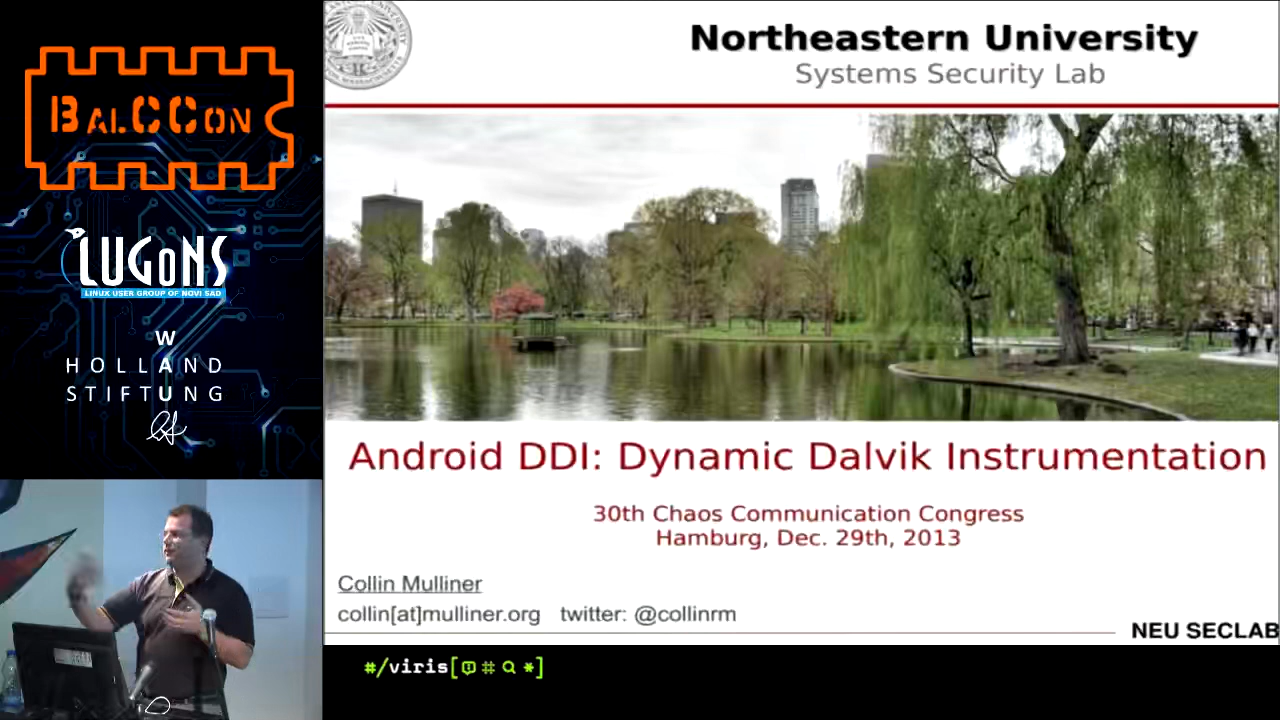 BALCCON
LUGONS
LINUX USER GROUP OF NOVI SAD
W
HOLLAND
STIFTUNG
Northeastern University
Systems Security Lab
Android DDI: Dynamic Dalvik Instrumentation
30th Chaos Communication Congress
Hamburg, Dec. 29th, 2013
Collin Mulliner
collin[at]mulliner.org twitter: @collinrm
NEU SECLAB
#/viris[
*]